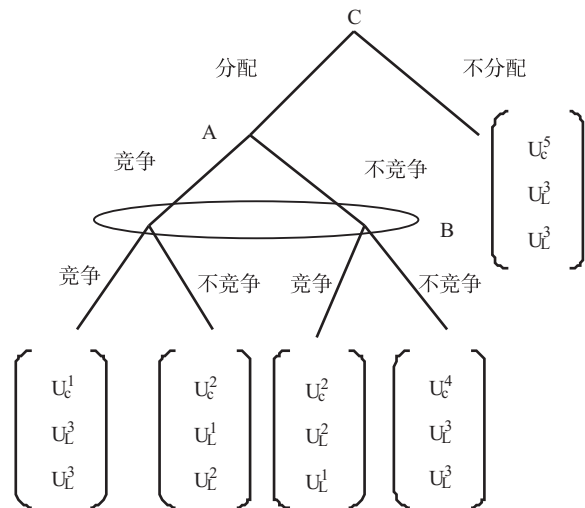 C
分配
不分配
A
竞争
不竞争
B
U_c^5
U_L^3
U_L^3
竞争
不竞争
竞争
不竞争
U_c^1
U_L^3
U_L^3
U_c^2
U_L^1
U_L^2
U_c^2
U_L^2
U_L^1
U_c^4
U_L^3
U_L^3